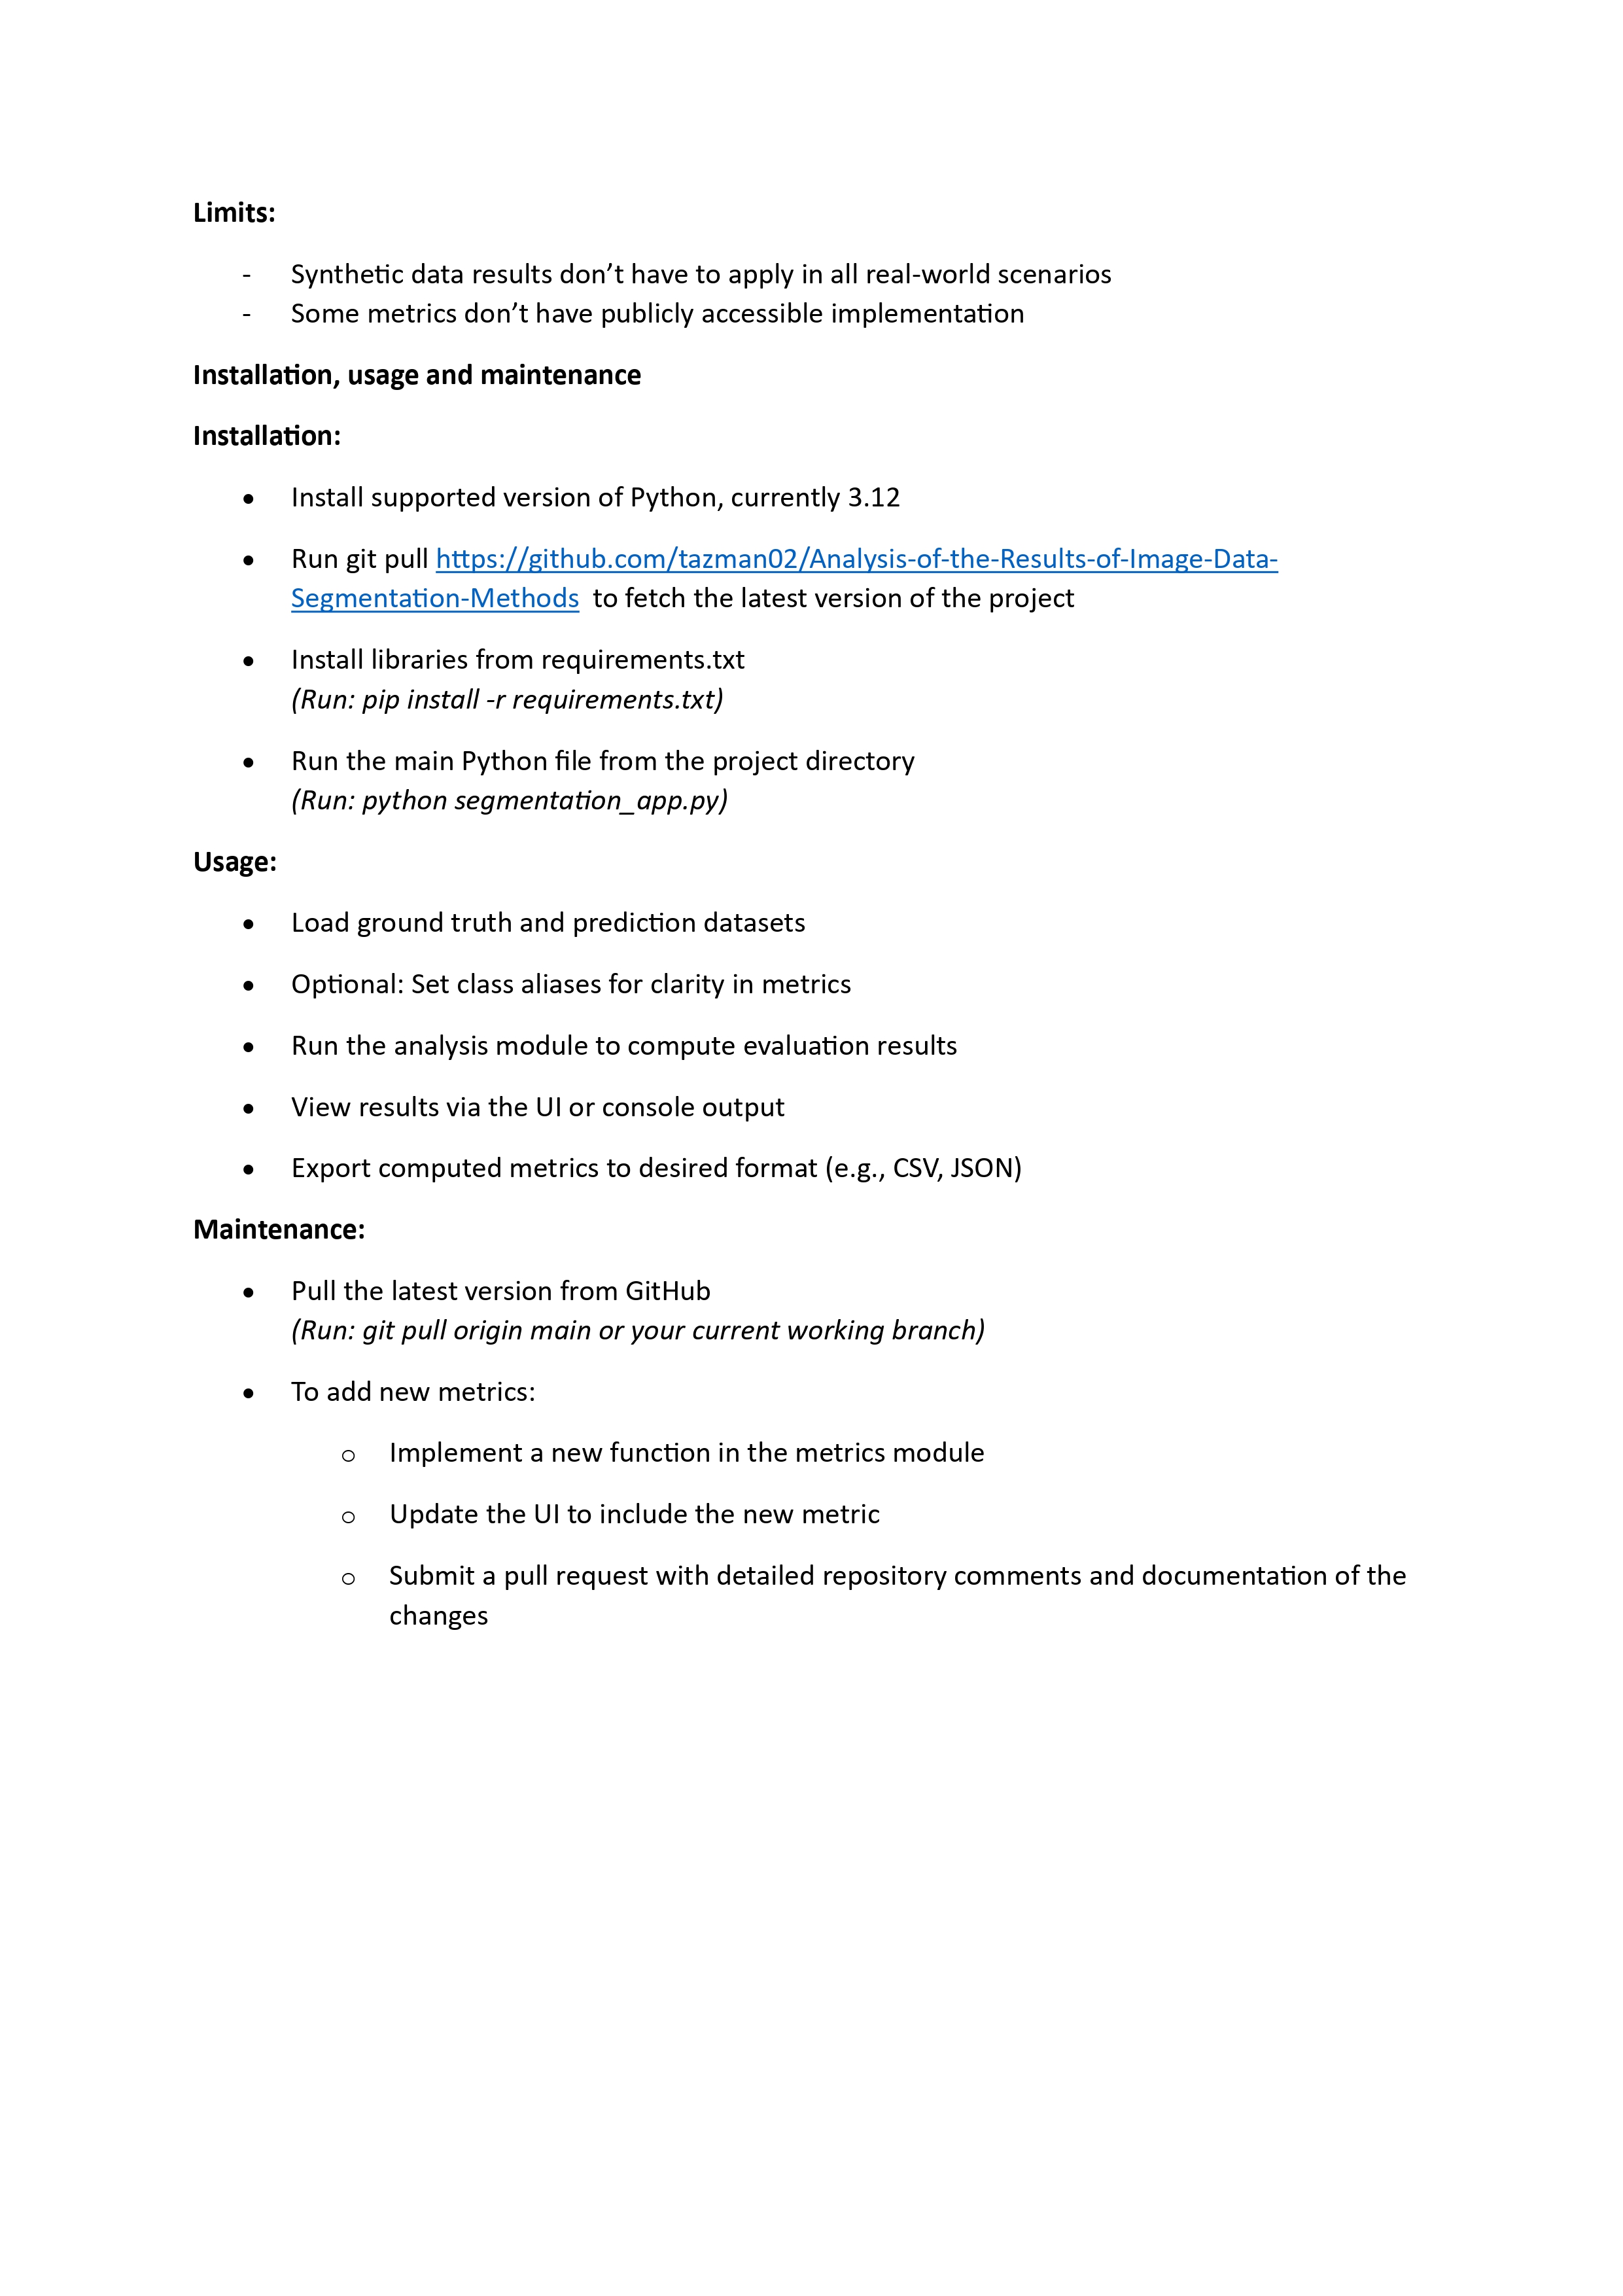 Limits:
- Synthetic data results don’t have to apply in all real-world scenarios
- Some metrics don’t have publicly accessible implementation
Installation, usage and maintenance
Installation:
• Install supported version of Python, currently 3.12
• Run git pull https://github.com/tazman02/Analysis-of-the-Results-of-Image-Data-
Segmentation-Methods to fetch the latest version of the project
• Install libraries from requirements.txt
(Run: pip install -r requirements.txt)
• Run the main Python file from the project directory
(Run: python segmentation_app.py)
Usage:
• Load ground truth and prediction datasets
• Optional: Set class aliases for clarity in metrics
• Run the analysis module to compute evaluation results
• View results via the UI or console output
• Export computed metrics to desired format (e.g., CSV, JSON)
Maintenance:
• Pull the latest version from GitHub
(Run: git pull origin main or your current working branch)
• To add new metrics:
o Implement a new function in the metrics module
o Update the UI to include the new metric
o Submit a pull request with detailed repository comments and documentation of the
changes